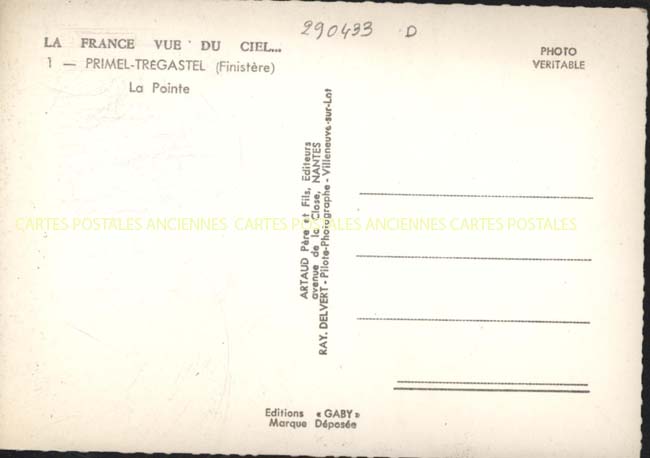 290433 D
LA FRANCE VUE DU CIEL...
1 — PRIMEL-TREGASTEL (Finistère)
La Pointe
PHOTO
VERITABLE
ARTAUD Père et Fils, Editeurs
avenue de la Close, NANTES
RAY. DELVERT - Pilote-Photographe - Villeneuve-sur-Lot
CARTES POSTALES ANCIENNES CARTES POSTALES ANCIENNES CARTES POSTALES
Editions « GABY »
Marque Déposée